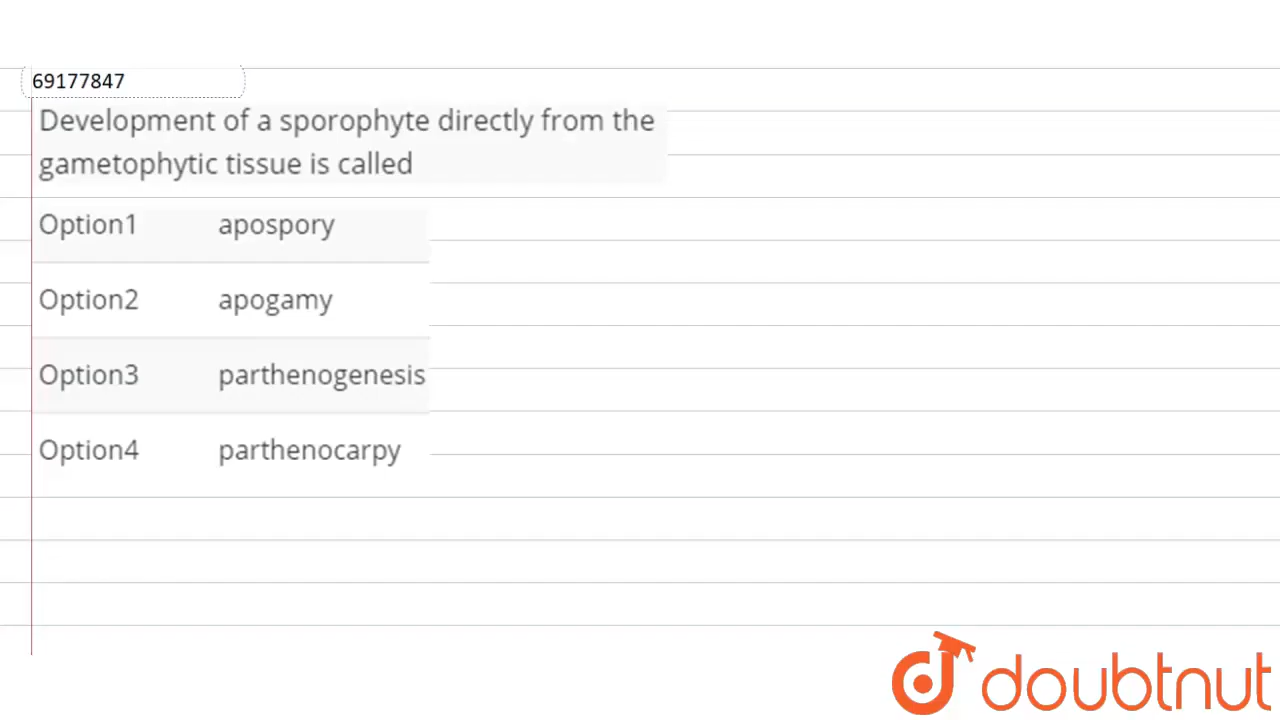 69177847
Development of a sporophyte directly from the
gametophytic tissue is called
Option1 apospory
Option2 apogamy
Option3 parthenogenesis
Option4 parthenocarpy
doubtnut